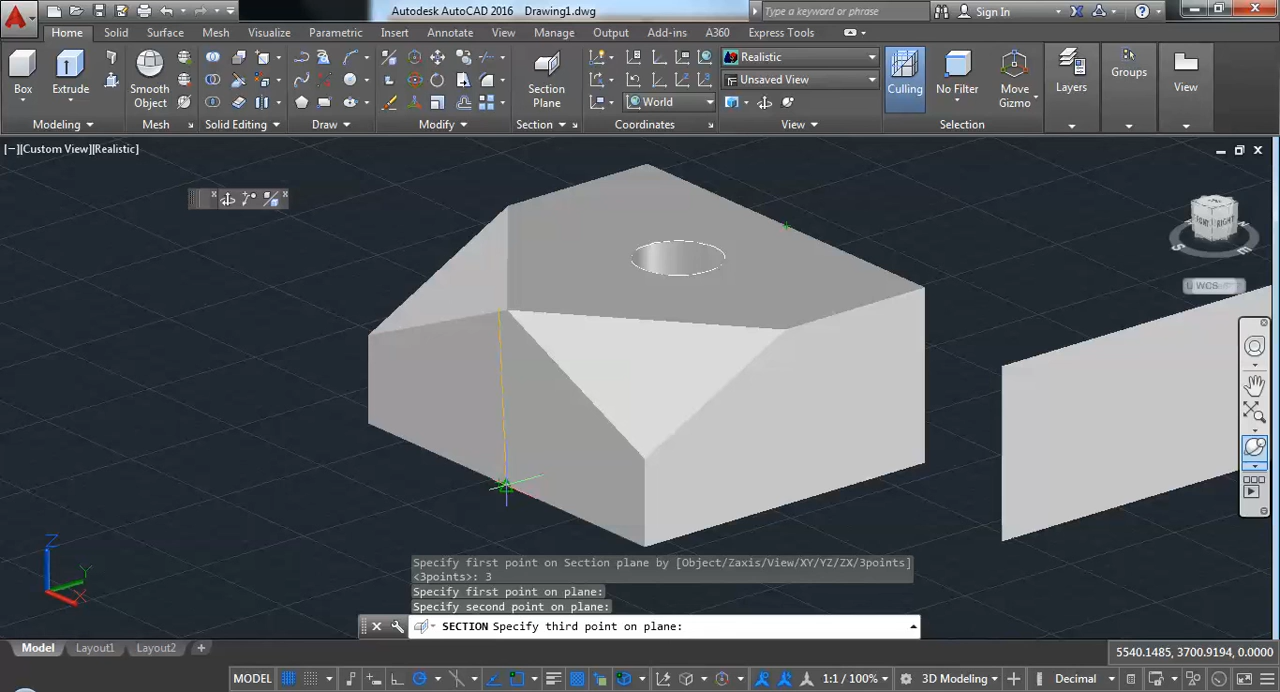 Autodesk AutoCAD 2016 Drawing1.dwg
Type a keyword or phrase
Sign In
Home Solid Surface Mesh Visualize Parametric Insert Annotate View Manage Output Add-ins A360 Express Tools
Box
Extrude
Smooth
Object
Section
Plane
Realistic
Unsaved View
World
Culling
No Filter
Move
Gizmo
Layers
Groups
View
Modeling
Mesh
Solid Editing
Draw
Modify
Section
Coordinates
View
Selection
[−][Custom View][Realistic]
RIGHT
S
E
WCS
Z
Y
X
Specify first point on Section plane by [Object/Zaxis/View/XY/YZ/ZX/3points]
<3points>: 3
Specify first point on plane:
Specify second point on plane:
SECTION Specify third point on plane:
Model Layout1 Layout2 +
5540.1485, 3700.9194, 0.0000
MODEL
1:1 / 100%
3D Modeling
Decimal